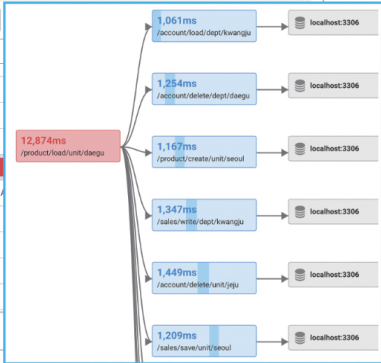 1,061ms
/account/load/dept/kwangju
localhost:3306
1,254ms
/account/delete/dept/daegu
localhost:3306
12,874ms
/product/load/unit/daegu
1,167ms
/product/create/unit/seoul
localhost:3306
1,347ms
/sales/write/dept/kwangju
localhost:3306
1,449ms
/account/delete/unit/jeju
localhost:3306
1,209ms
/sales/save/unit/seoul
localhost:3306